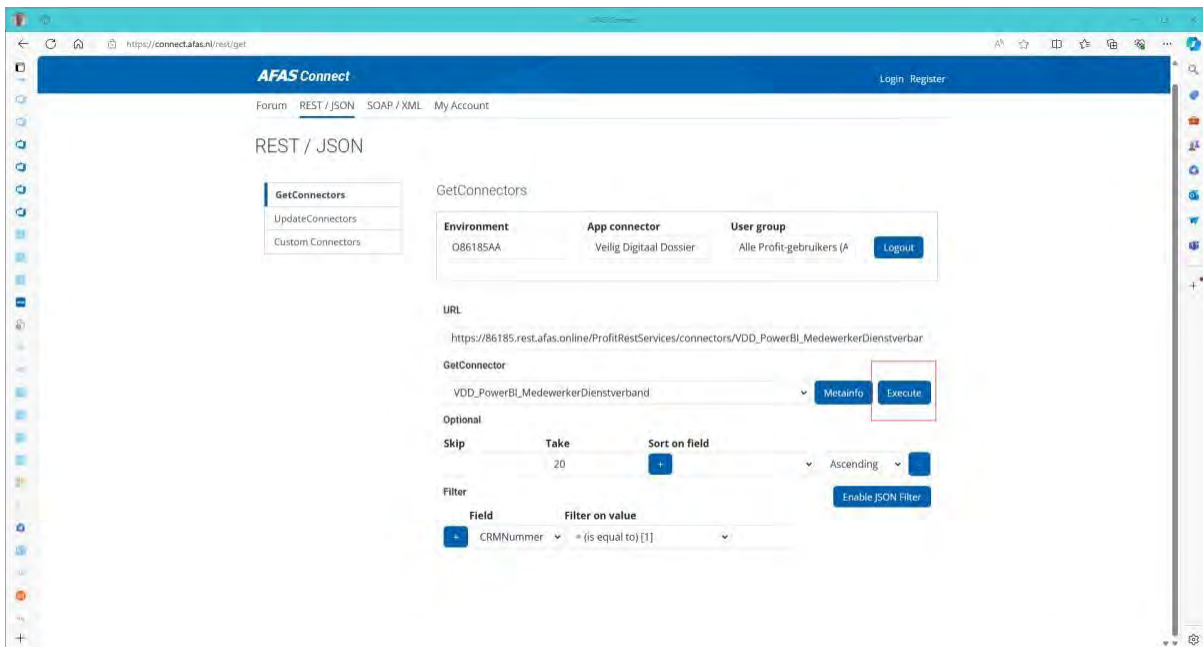 AFAS Connect
https://connect.afas.nl/rest/get
AFAS Connect
Login Register
Forum REST / JSON SOAP / XML My Account
REST / JSON
GetConnectors
UpdateConnectors
Custom Connectors
GetConnectors
Environment App connector User group
O86185AA Veilig Digitaal Dossier Alle Profit-gebruikers (A Logout
URL
https://86185.rest.afas.online/ProfitRestServices/connectors/VDD_PowerBI_MedewerkerDienstverbar
GetConnector
VDD_PowerBI_MedewerkerDienstverband Metainfo Execute
Optional
Skip Take Sort on field
20 + Ascending -
Filter Enable JSON Filter
Field Filter on value
+ CRMNummer = (is equal to) [1]